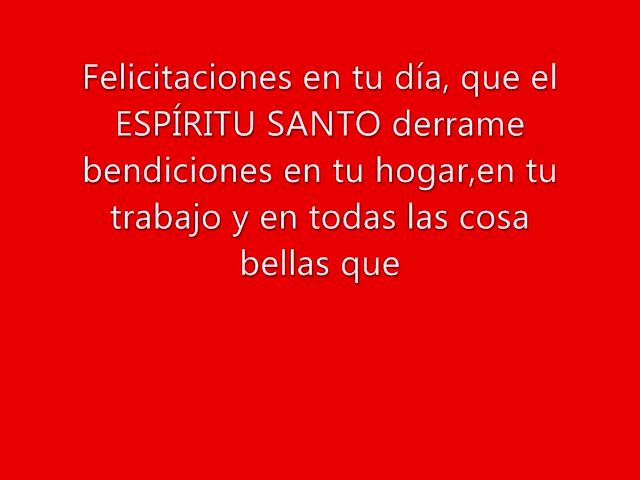 Felicitaciones en tu día, que el
ESPÍRITU SANTO derrame
bendiciones en tu hogar,en tu
trabajo y en todas las cosa
bellas que